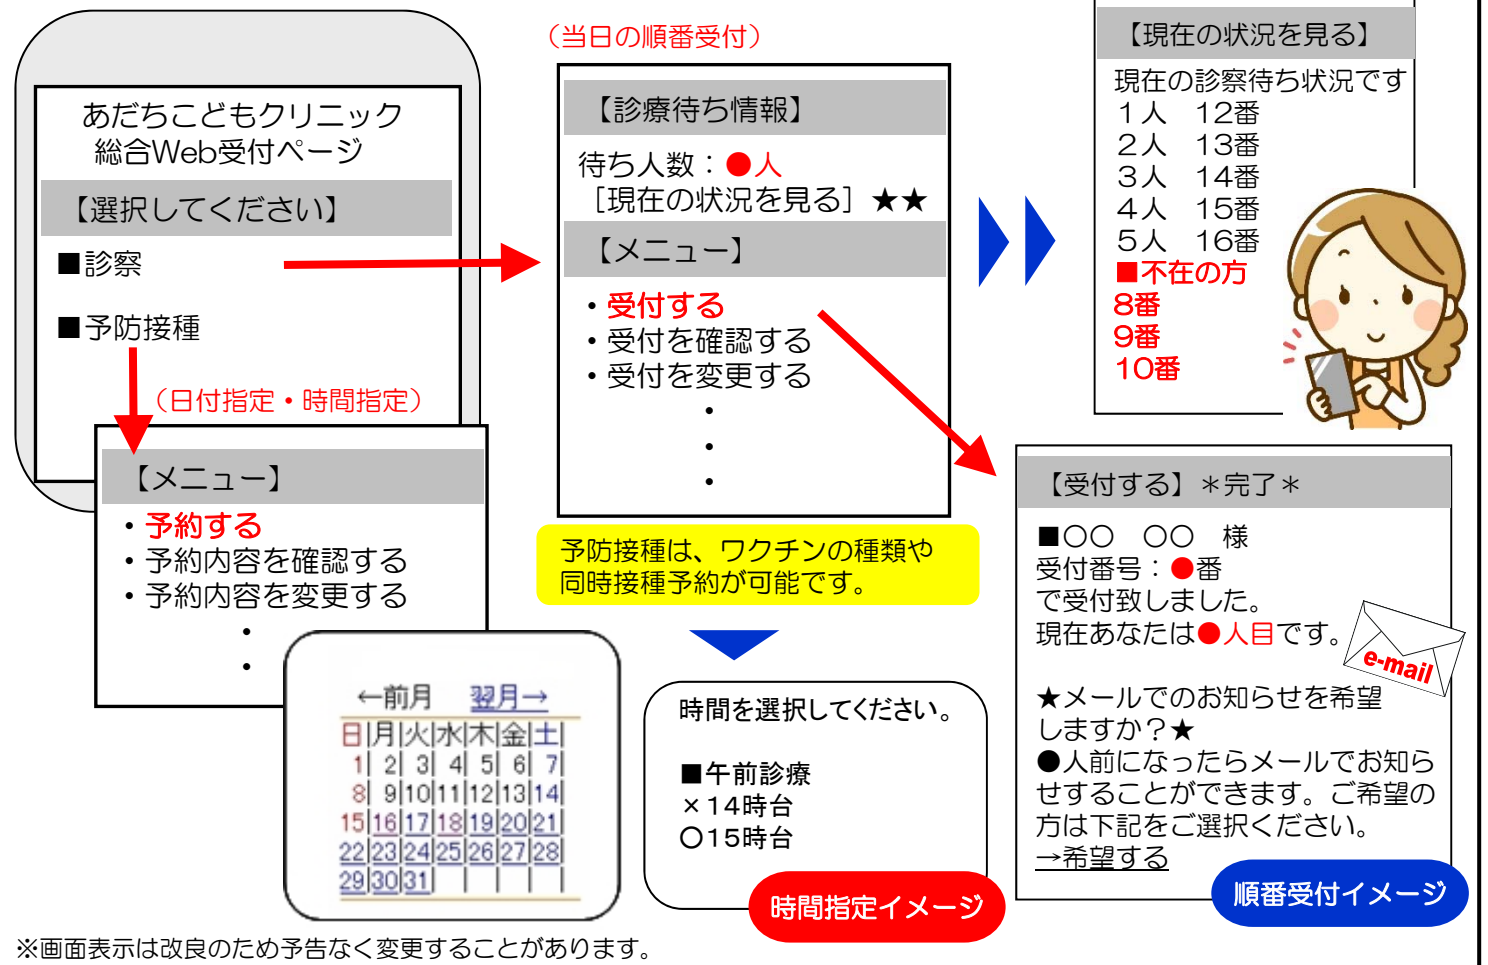 あだちこどもクリニック
総合Web受付ページ
【選択してください】
■診察
■予防接種
（日付指定・時間指定）
【メニュー】
・予約する
・予約内容を確認する
・予約内容を変更する
・
・
←前月 翌月→
日|月|火|水|木|金|土|
1| 2| 3| 4| 5| 6| 7
8| 9|10|11|12|13|14
15|16|17|18|19|20|21
22|23|24|25|26|27|28
29|30|31| | | | |
（当日の順番受付）
【診療待ち情報】
待ち人数：●人
［現在の状況を見る］★★
【メニュー】
・受付する
・受付を確認する
・受付を変更する
・
・
・
予防接種は、ワクチンの種類や
同時接種予約が可能です。
時間を選択してください。
■午前診療
×14時台
○15時台
時間指定イメージ
【現在の状況を見る】
現在の診察待ち状況です
1人 12番
2人 13番
3人 14番
4人 15番
5人 16番
■不在の方
8番
9番
10番
【受付する】＊完了＊
■○○ ○○ 様
受付番号：●番
で受付致しました。
現在あなたは●人目です。
e-mail
★メールでのお知らせを希望
しますか？★
●人前になったらメールでお知ら
せすることができます。ご希望の
方は下記をご選択ください。
→希望する
順番受付イメージ
※画面表示は改良のため予告なく変更することがあります。